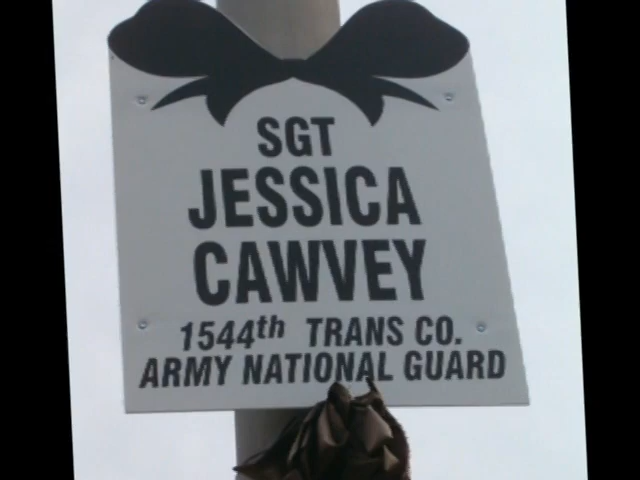 SGT
JESSICA
CAWVEY
1544th TRANS CO.
ARMY NATIONAL GUARD